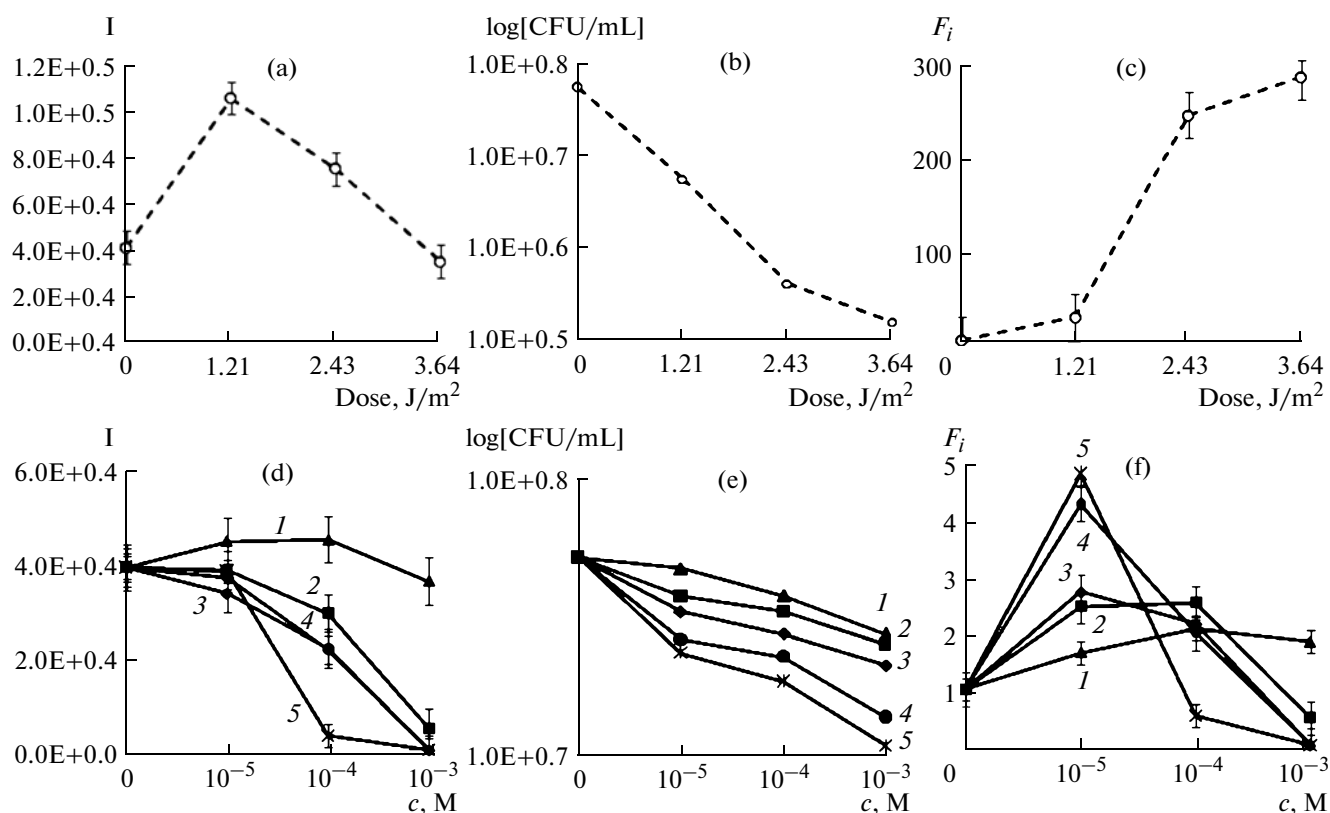 I
1.2E+0.5
1.0E+0.5
8.0E+0.4
6.0E+0.4
4.0E+0.4
2.0E+0.4
0.0E+0.4
(a)
0 1.21 2.43 3.64
Dose, J/m²
log[CFU/mL]
1.0E+0.8
1.0E+0.7
1.0E+0.6
1.0E+0.5
(b)
0 1.21 2.43 3.64
Dose, J/m²
Fi
300
200
100
(c)
0 1.21 2.43 3.64
Dose, J/m²
I
6.0E+0.4
4.0E+0.4
2.0E+0.4
0.0E+0.0
(d)
1
2
3
4
5
0 10⁻⁵ 10⁻⁴ 10⁻³
c, M
log[CFU/mL]
1.0E+0.8
1.0E+0.7
(e)
1
2
3
4
5
0 10⁻⁵ 10⁻⁴ 10⁻³
c, M
Fi
5
4
3
2
1
(f)
5
4
3
2
1
0 10⁻⁵ 10⁻⁴ 10⁻³
c, M